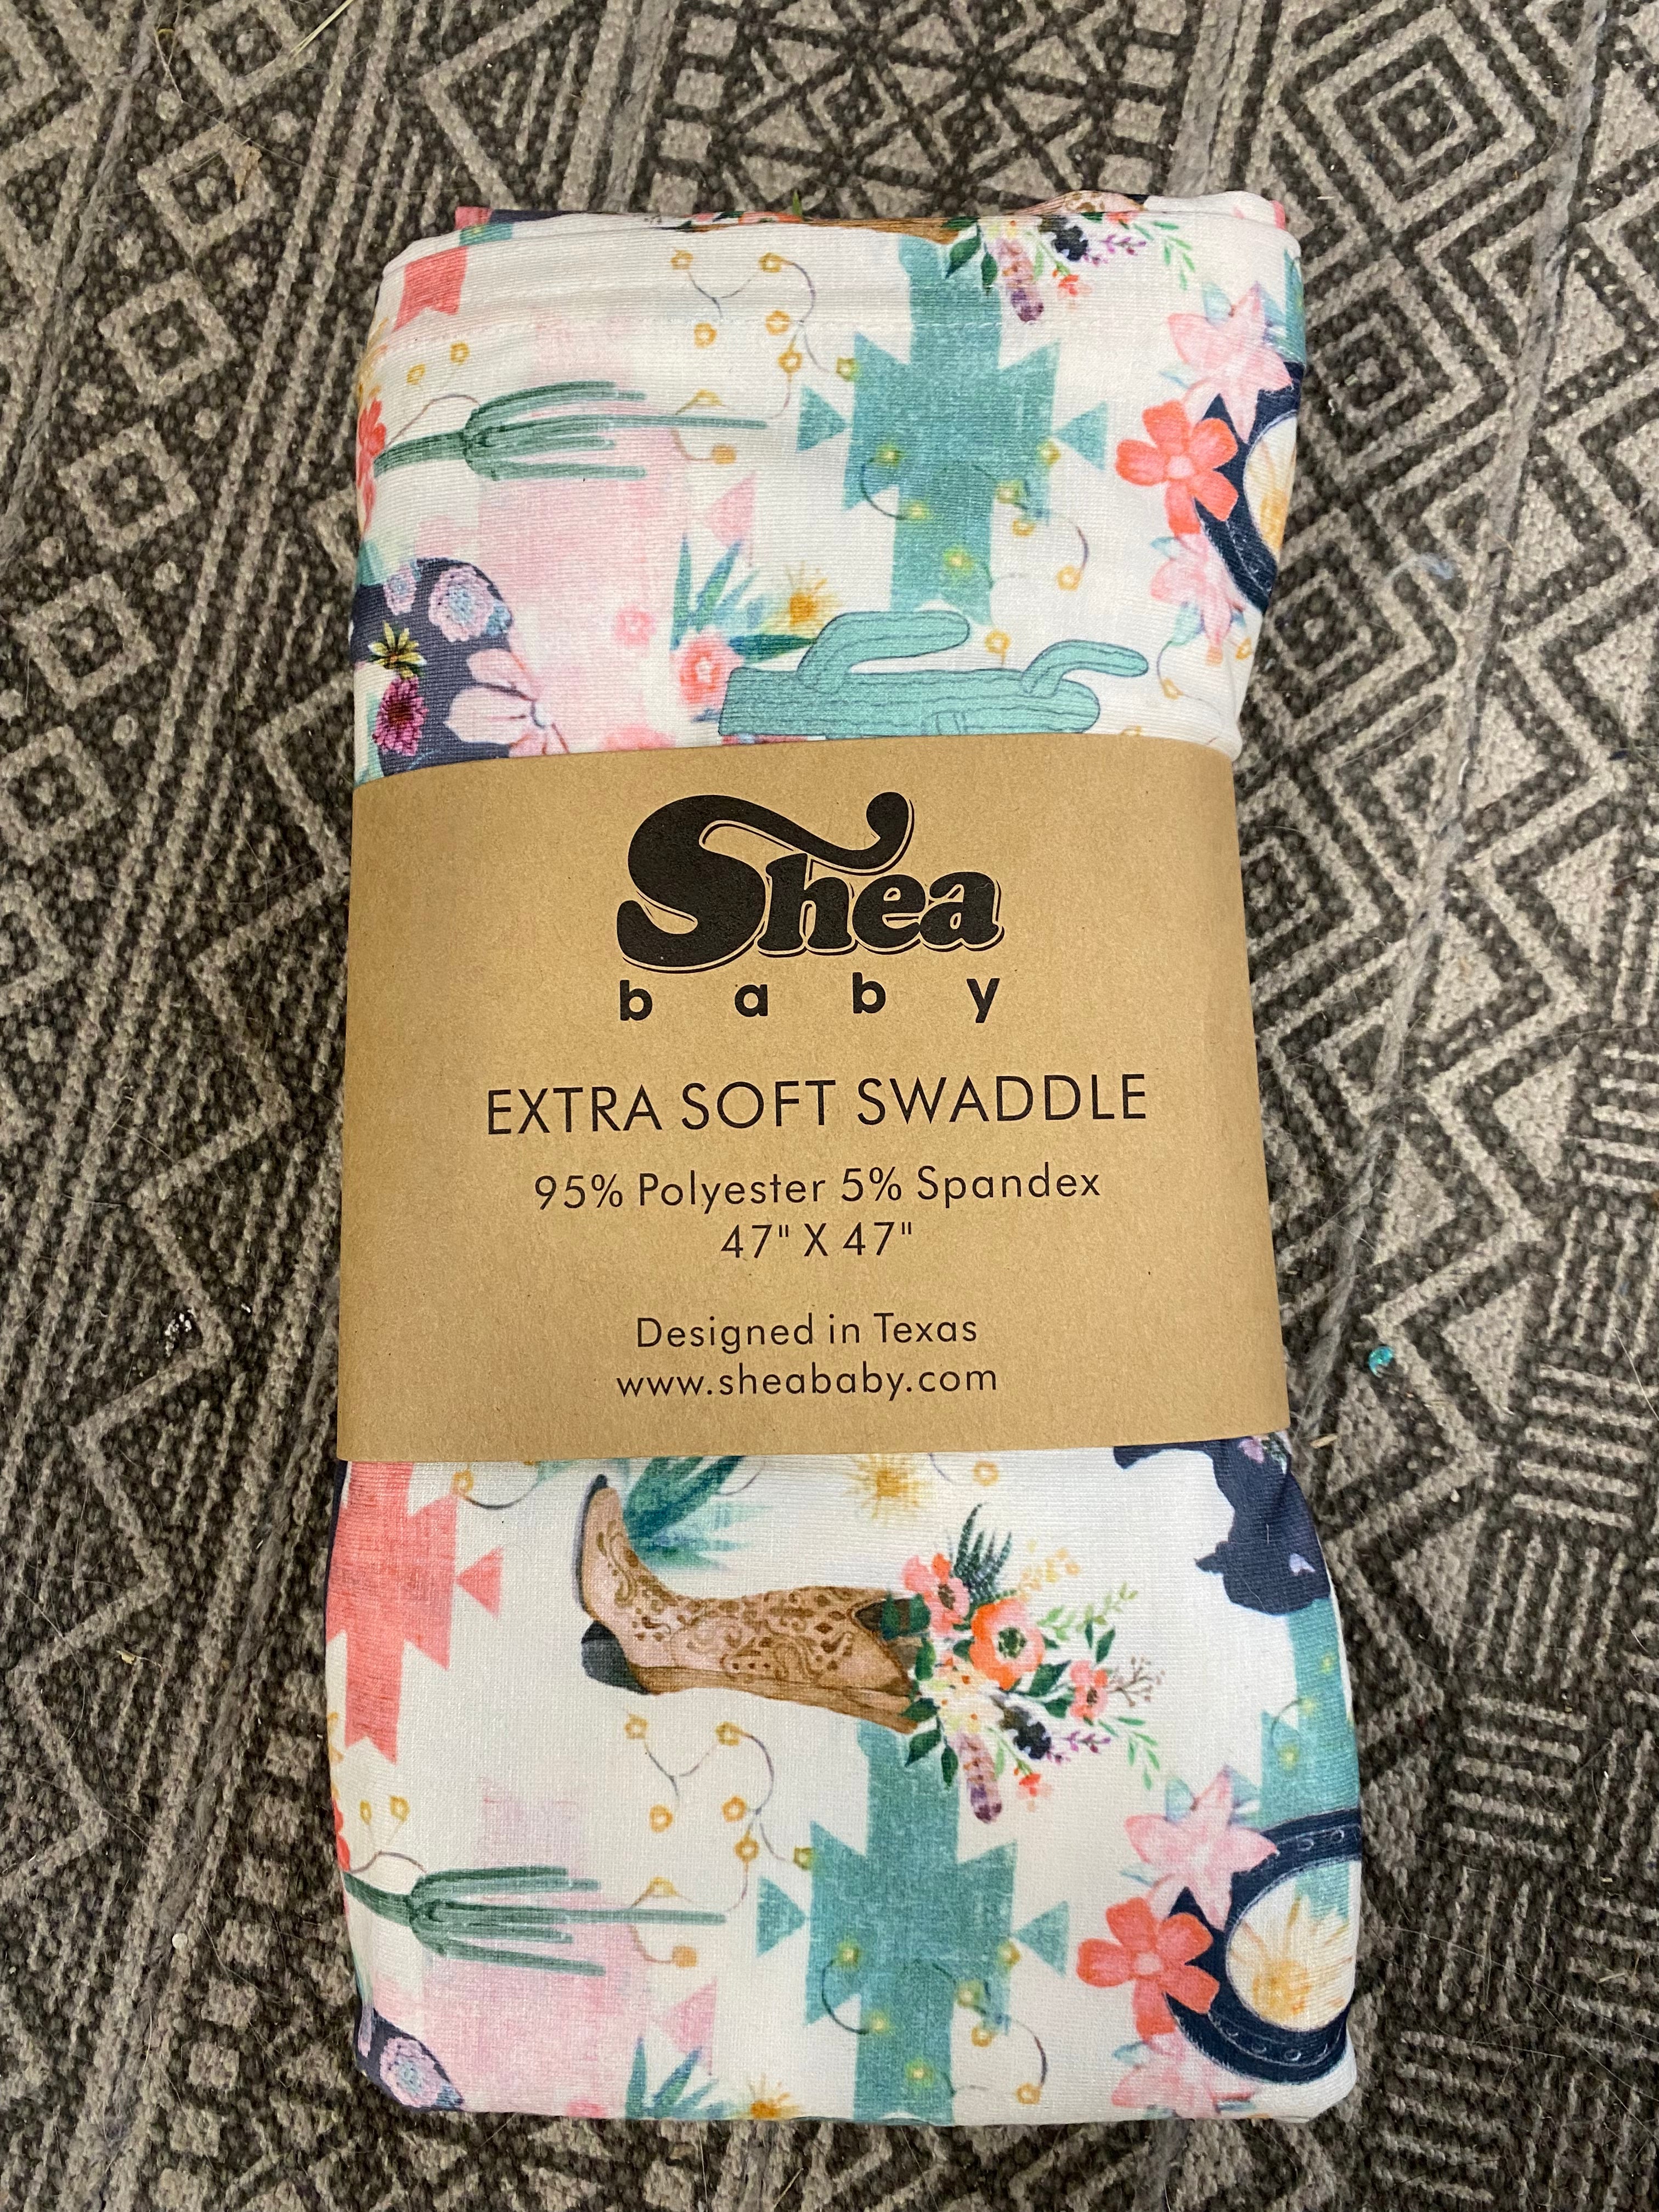 Shea
baby
EXTRA SOFT SWADDLE
95% Polyester 5% Spandex
47" X 47"
Designed in Texas
www.sheababy.com